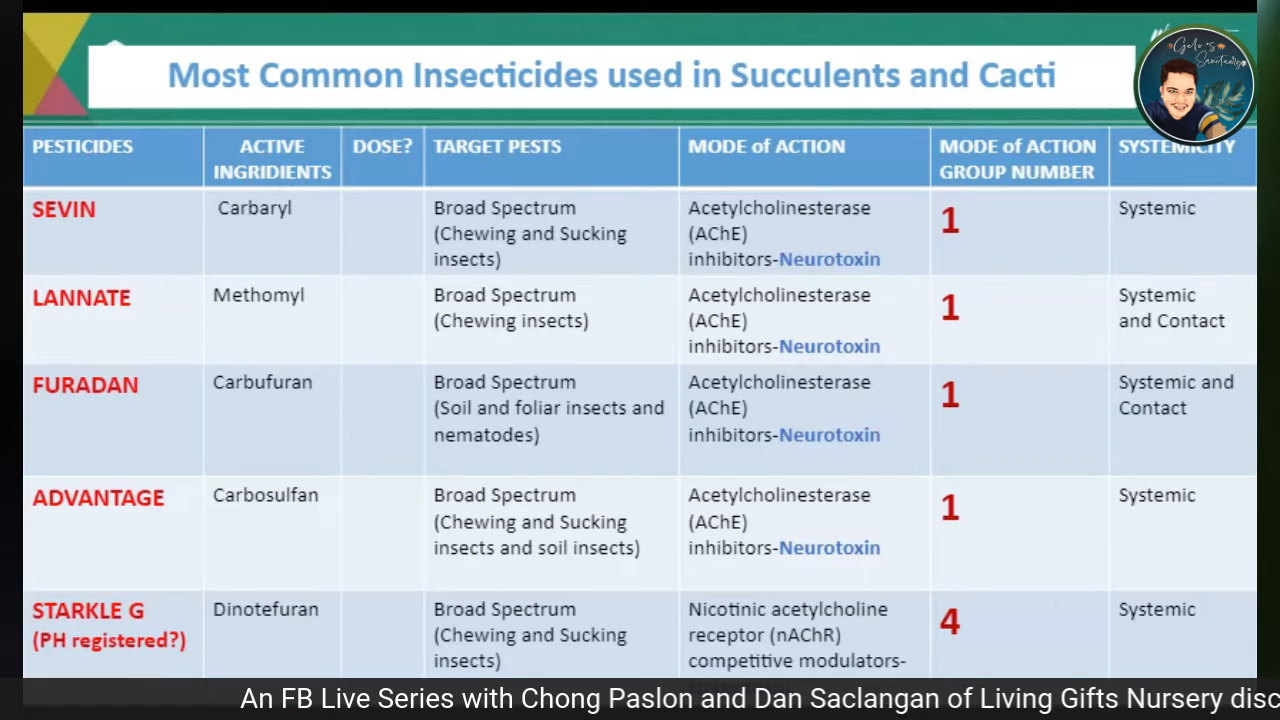 Most Common Insecticides used in Succulents and Cacti
Gelo's
Sanctuary
PESTICIDES
ACTIVE
INGRIDIENTS
DOSE?
TARGET PESTS
MODE of ACTION
MODE of ACTION
GROUP NUMBER
SYSTEMICITY
SEVIN
Carbaryl
Broad Spectrum
(Chewing and Sucking
insects)
Acetylcholinesterase
(AChE)
inhibitors-Neurotoxin
1
Systemic
LANNATE
Methomyl
Broad Spectrum
(Chewing insects)
Acetylcholinesterase
(AChE)
inhibitors-Neurotoxin
1
Systemic
and Contact
FURADAN
Carbufuran
Broad Spectrum
(Soil and foliar insects and
nematodes)
Acetylcholinesterase
(AChE)
inhibitors-Neurotoxin
1
Systemic and
Contact
ADVANTAGE
Carbosulfan
Broad Spectrum
(Chewing and Sucking
insects and soil insects)
Acetylcholinesterase
(AChE)
inhibitors-Neurotoxin
1
Systemic
STARKLE G
(PH registered?)
Dinotefuran
Broad Spectrum
(Chewing and Sucking
insects)
Nicotinic acetylcholine
receptor (nAChR)
competitive modulators-
4
Systemic
An FB Live Series with Chong Paslon and Dan Saclangan of Living Gifts Nursery disc